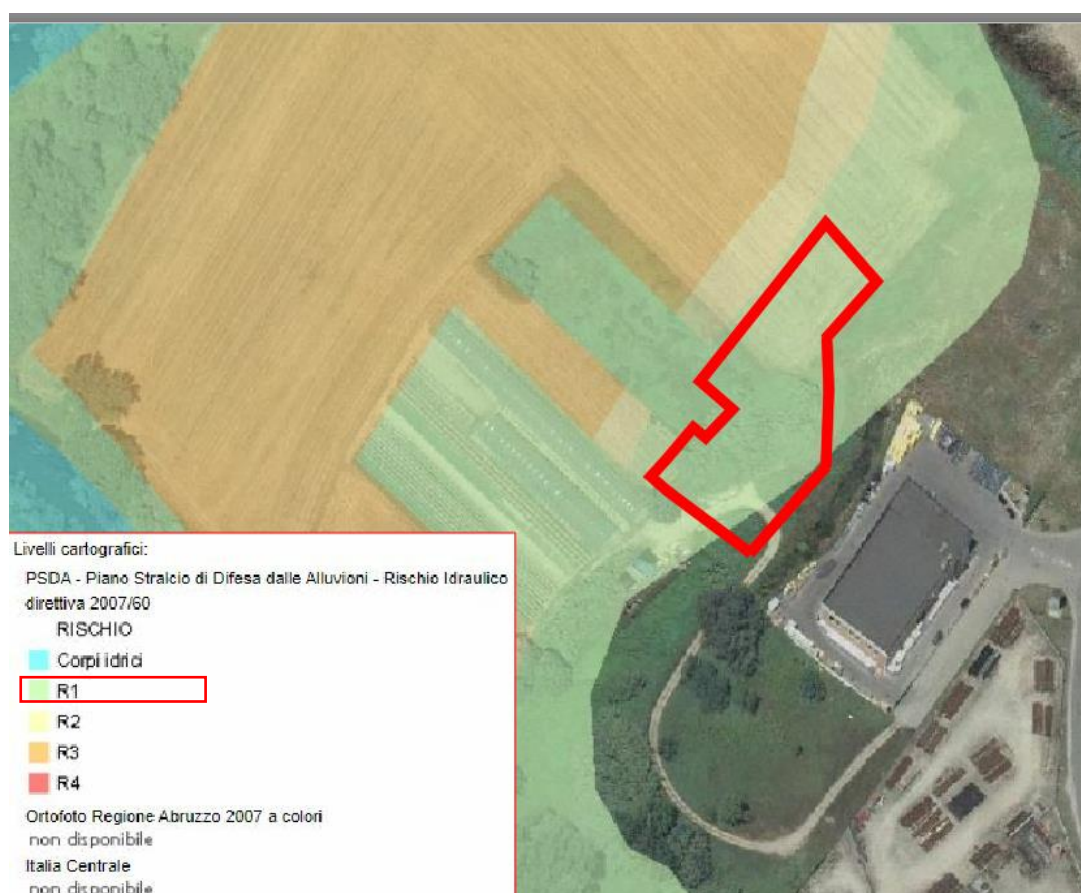 Livelli cartografici:
PSDA - Piano Stralcio di Difesa dalle Alluvioni - Rischio Idraulico
direttiva 2007/60
RISCHIO
Corpi idrici
R1
R2
R3
R4
Ortofoto Regione Abruzzo 2007 a colori
non disponibile
Italia Centrale
non disponibile